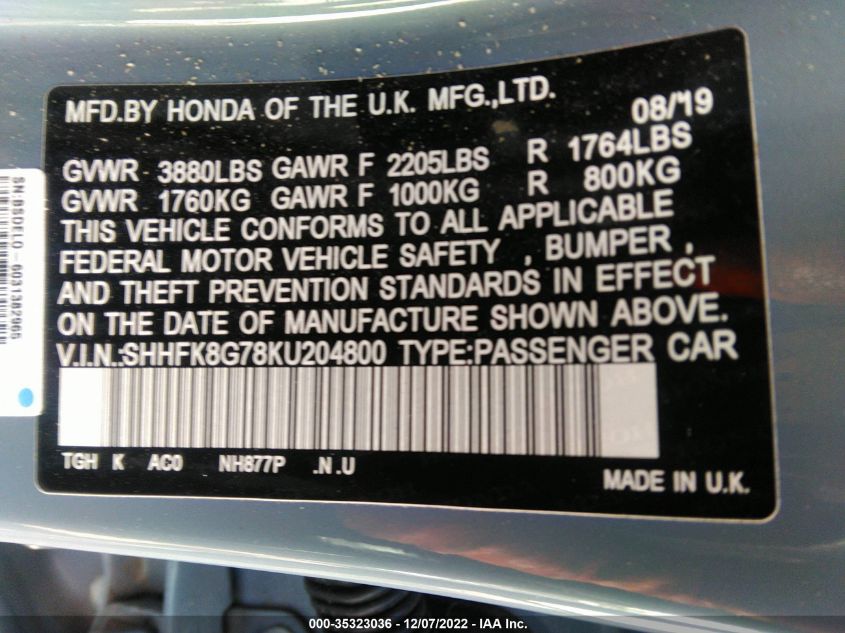 MFD.BY HONDA OF THE U.K. MFG.,LTD. 08/'19
GVWR 3880LBS GAWR F 2205LBS R 1764LBS
GVWR 1760KG GAWR F 1000KG R 800KG
THIS VEHICLE CONFORMS TO ALL APPLICABLE
FEDERAL MOTOR VEHICLE SAFETY , BUMPER ,
AND THEFT PREVENTION STANDARDS IN EFFECT
ON THE DATE OF MANUFACTURE SHOWN ABOVE.
V.I.N.:SHHFK8G78KU204800 TYPE:PASSENGER CAR
TGH K AC0 NH877P .N .U
MADE IN U.K.
SN:BSDELO - 6031382965
000-35323036 - 12/07/2022 - IAA Inc.